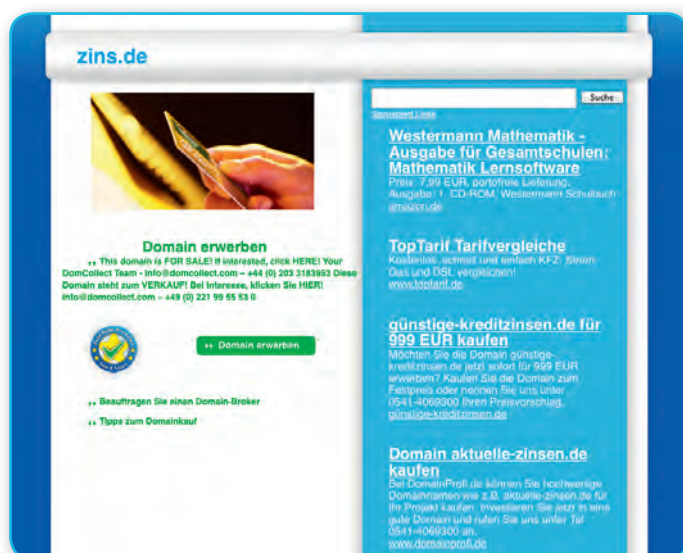 zins.de
Domain erwerben
›› This domain is FOR SALE! If interested, click HERE! Your
DomCollect Team - info@domcollect.com – +44 (0) 203 3183953 Diese
Domain steht zum VERKAUF! Bei Interesse, klicken Sie HIER!
info@domcollect.com – +49 (0) 221 99 55 53 0
›› Domain erwerben
›› Beauftragen Sie einen Domain-Broker
›› Tipps zum Domainkauf
Suche
Sponsored Links
Westermann Mathematik -
Ausgabe für Gesamtschulen:
Mathematik Lernsoftware
Preis: 7,99 EUR, portofreie Lieferung,
Ausgabe: 1. CD-ROM, Westermann Schulbuch
amazon.de
TopTarif Tarifvergleiche
Kostenlos, schnell und einfach KFZ, Strom,
Gas und DSL vergleichen!
www.toptarif.de
günstige-kreditzinsen.de für
999 EUR kaufen
Möchten Sie die Domain günstige-
kreditzinsen.de jetzt sofort für 999 EUR
erwerben? Kaufen Sie die Domain zum
Festpreis oder nennen Sie uns unter
0541-4069300 Ihren Preisvorschlag.
günstige-kreditzinsen.de
Domain aktuelle-zinsen.de
kaufen
Bei DomainProfi.de können Sie hochwertige
Domainnamen wie z.B. aktuelle-zinsen.de für
Ihr Projekt kaufen. Investieren Sie jetzt in eine
gute Domain und rufen Sie uns unter Tel
0541-4069300 an.
www.domainprofi.de